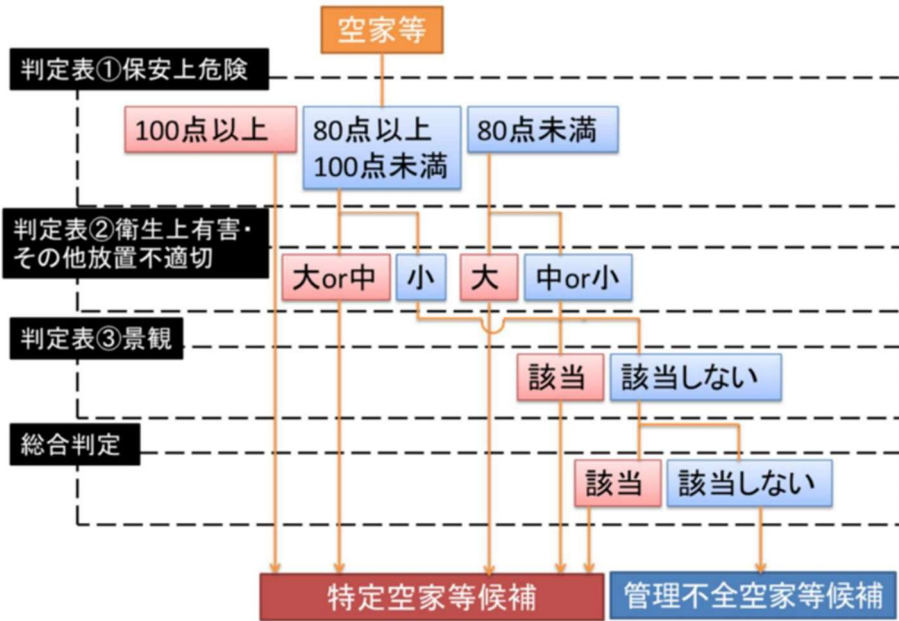 空家等
判定表①保安上危険
100点以上
80点以上
100点未満
80点未満
判定表②衛生上有害・
その他放置不適切
大or中
小
大
中or小
判定表③景観
該当
該当しない
総合判定
該当
該当しない
特定空家等候補
管理不全空家等候補